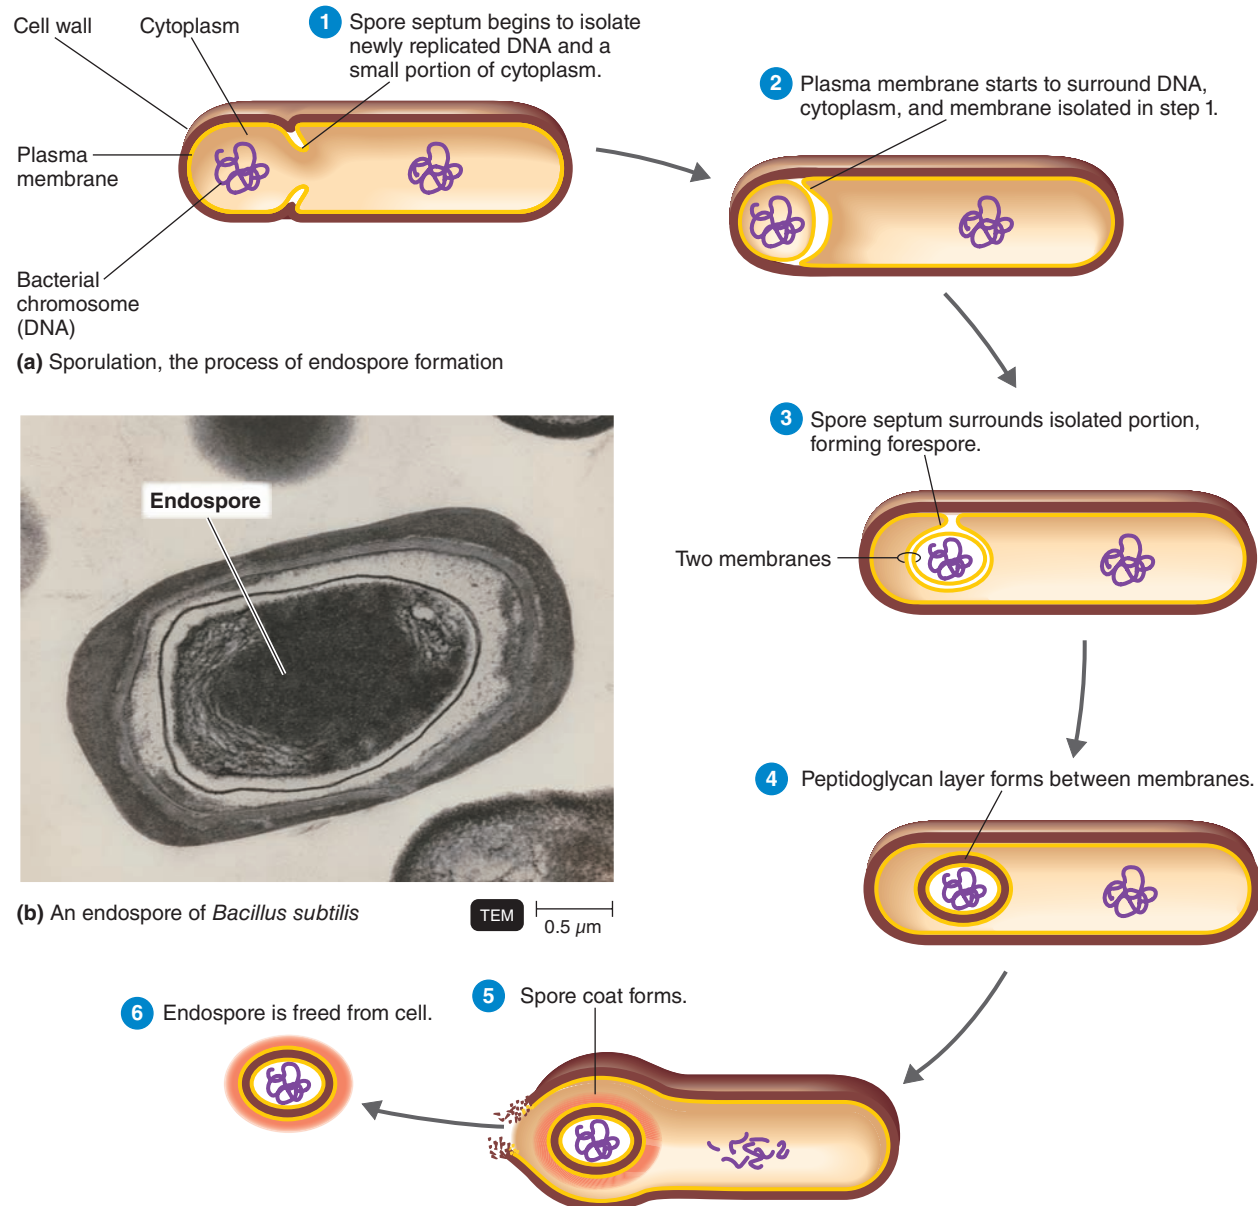 Cell wall
Cytoplasm
1 Spore septum begins to isolate
newly replicated DNA and a
small portion of cytoplasm.
Plasma
membrane
Bacterial
chromosome
(DNA)
2 Plasma membrane starts to surround DNA,
cytoplasm, and membrane isolated in step 1.
(a) Sporulation, the process of endospore formation
3 Spore septum surrounds isolated portion,
forming forespore.
Two membranes
Endospore
4 Peptidoglycan layer forms between membranes.
(b) An endospore of Bacillus subtilis
TEM
0.5 μm
5 Spore coat forms.
6 Endospore is freed from cell.